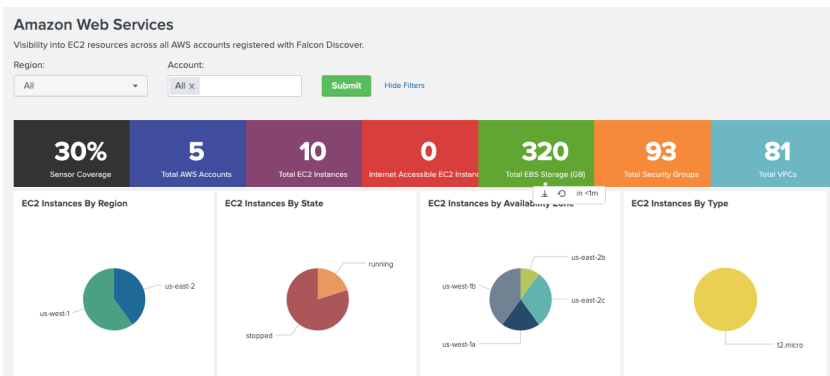 Amazon Web Services
Visibility into EC2 resources across all AWS accounts registered with Falcon Discover.
Region: Account:
All All x Submit Hide Filters
30% 5 10 0 320 93 81
Sensor Coverage Total AWS Accounts Total EC2 Instances Internet Accessible EC2 Instanc Total EBS Storage (GB) Total Security Groups Total VPCs
in <1m
EC2 Instances By Region EC2 Instances By State EC2 Instances by Availability Zone EC2 Instances By Type
us-east-2
us-west-1
running
stopped
us-east-2b
us-west-1b
us-east-2c
us-west-1a
t2.micro